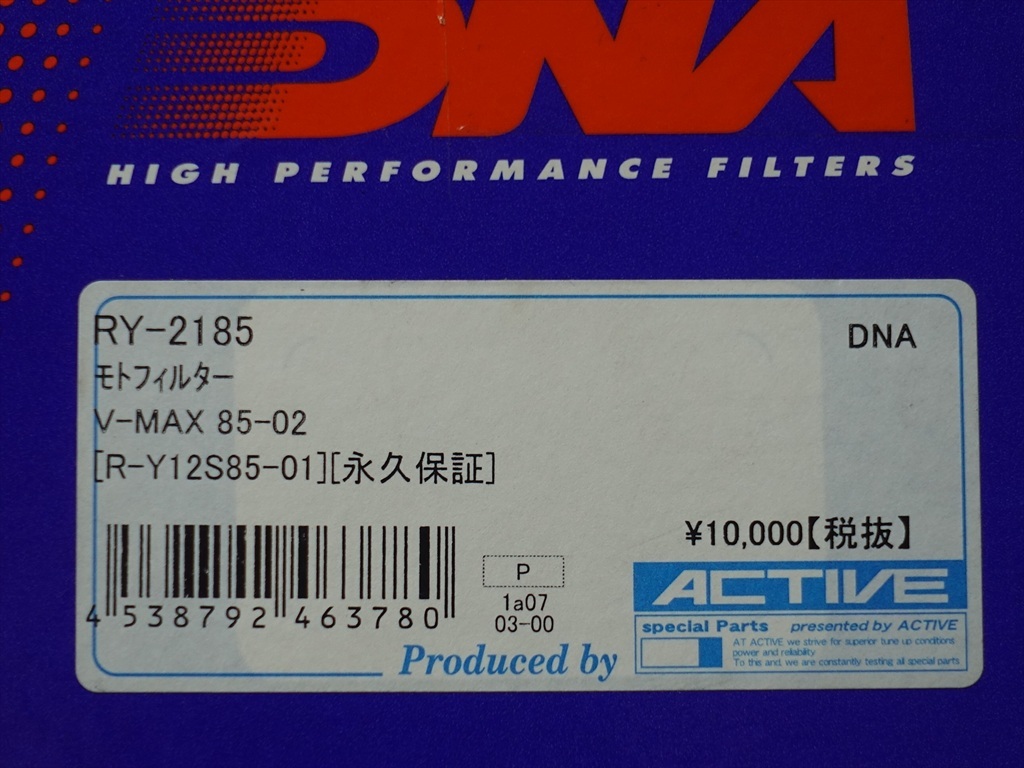 DNA
HIGH PERFORMANCE FILTERS
RY-2185
DNA
ﾓﾄﾌｨﾙﾀｰ
V-MAX 85-02
[R-Y12S85-01][永久保証]
¥10,000【税抜】
4 538792 463780
P
1a07
03-00
Produced by
ACTIVE
special Parts presented by ACTIVE
AT ACTIVE we strive for superior tune up conditions
power and reliability
To this and we are constantly testing all special parts